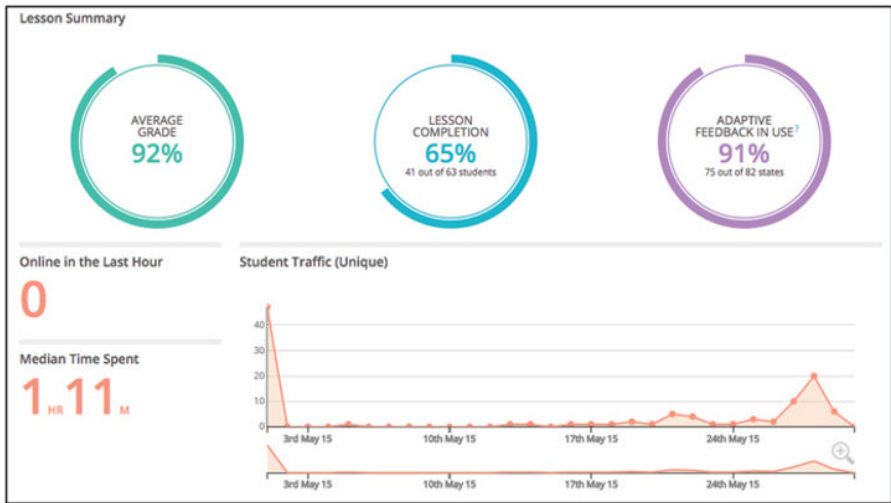 Lesson Summary
AVERAGE
GRADE
92%
LESSON
COMPLETION
65%
41 out of 63 students
ADAPTIVE
FEEDBACK IN USE?
91%
75 out of 82 states
Online in the Last Hour
0
Median Time Spent
1 HR 11 M
Student Traffic (Unique)
40
30
20
10
0
3rd May 15 10th May 15 17th May 15 24th May 15
3rd May 15 10th May 15 17th May 15 24th May 15